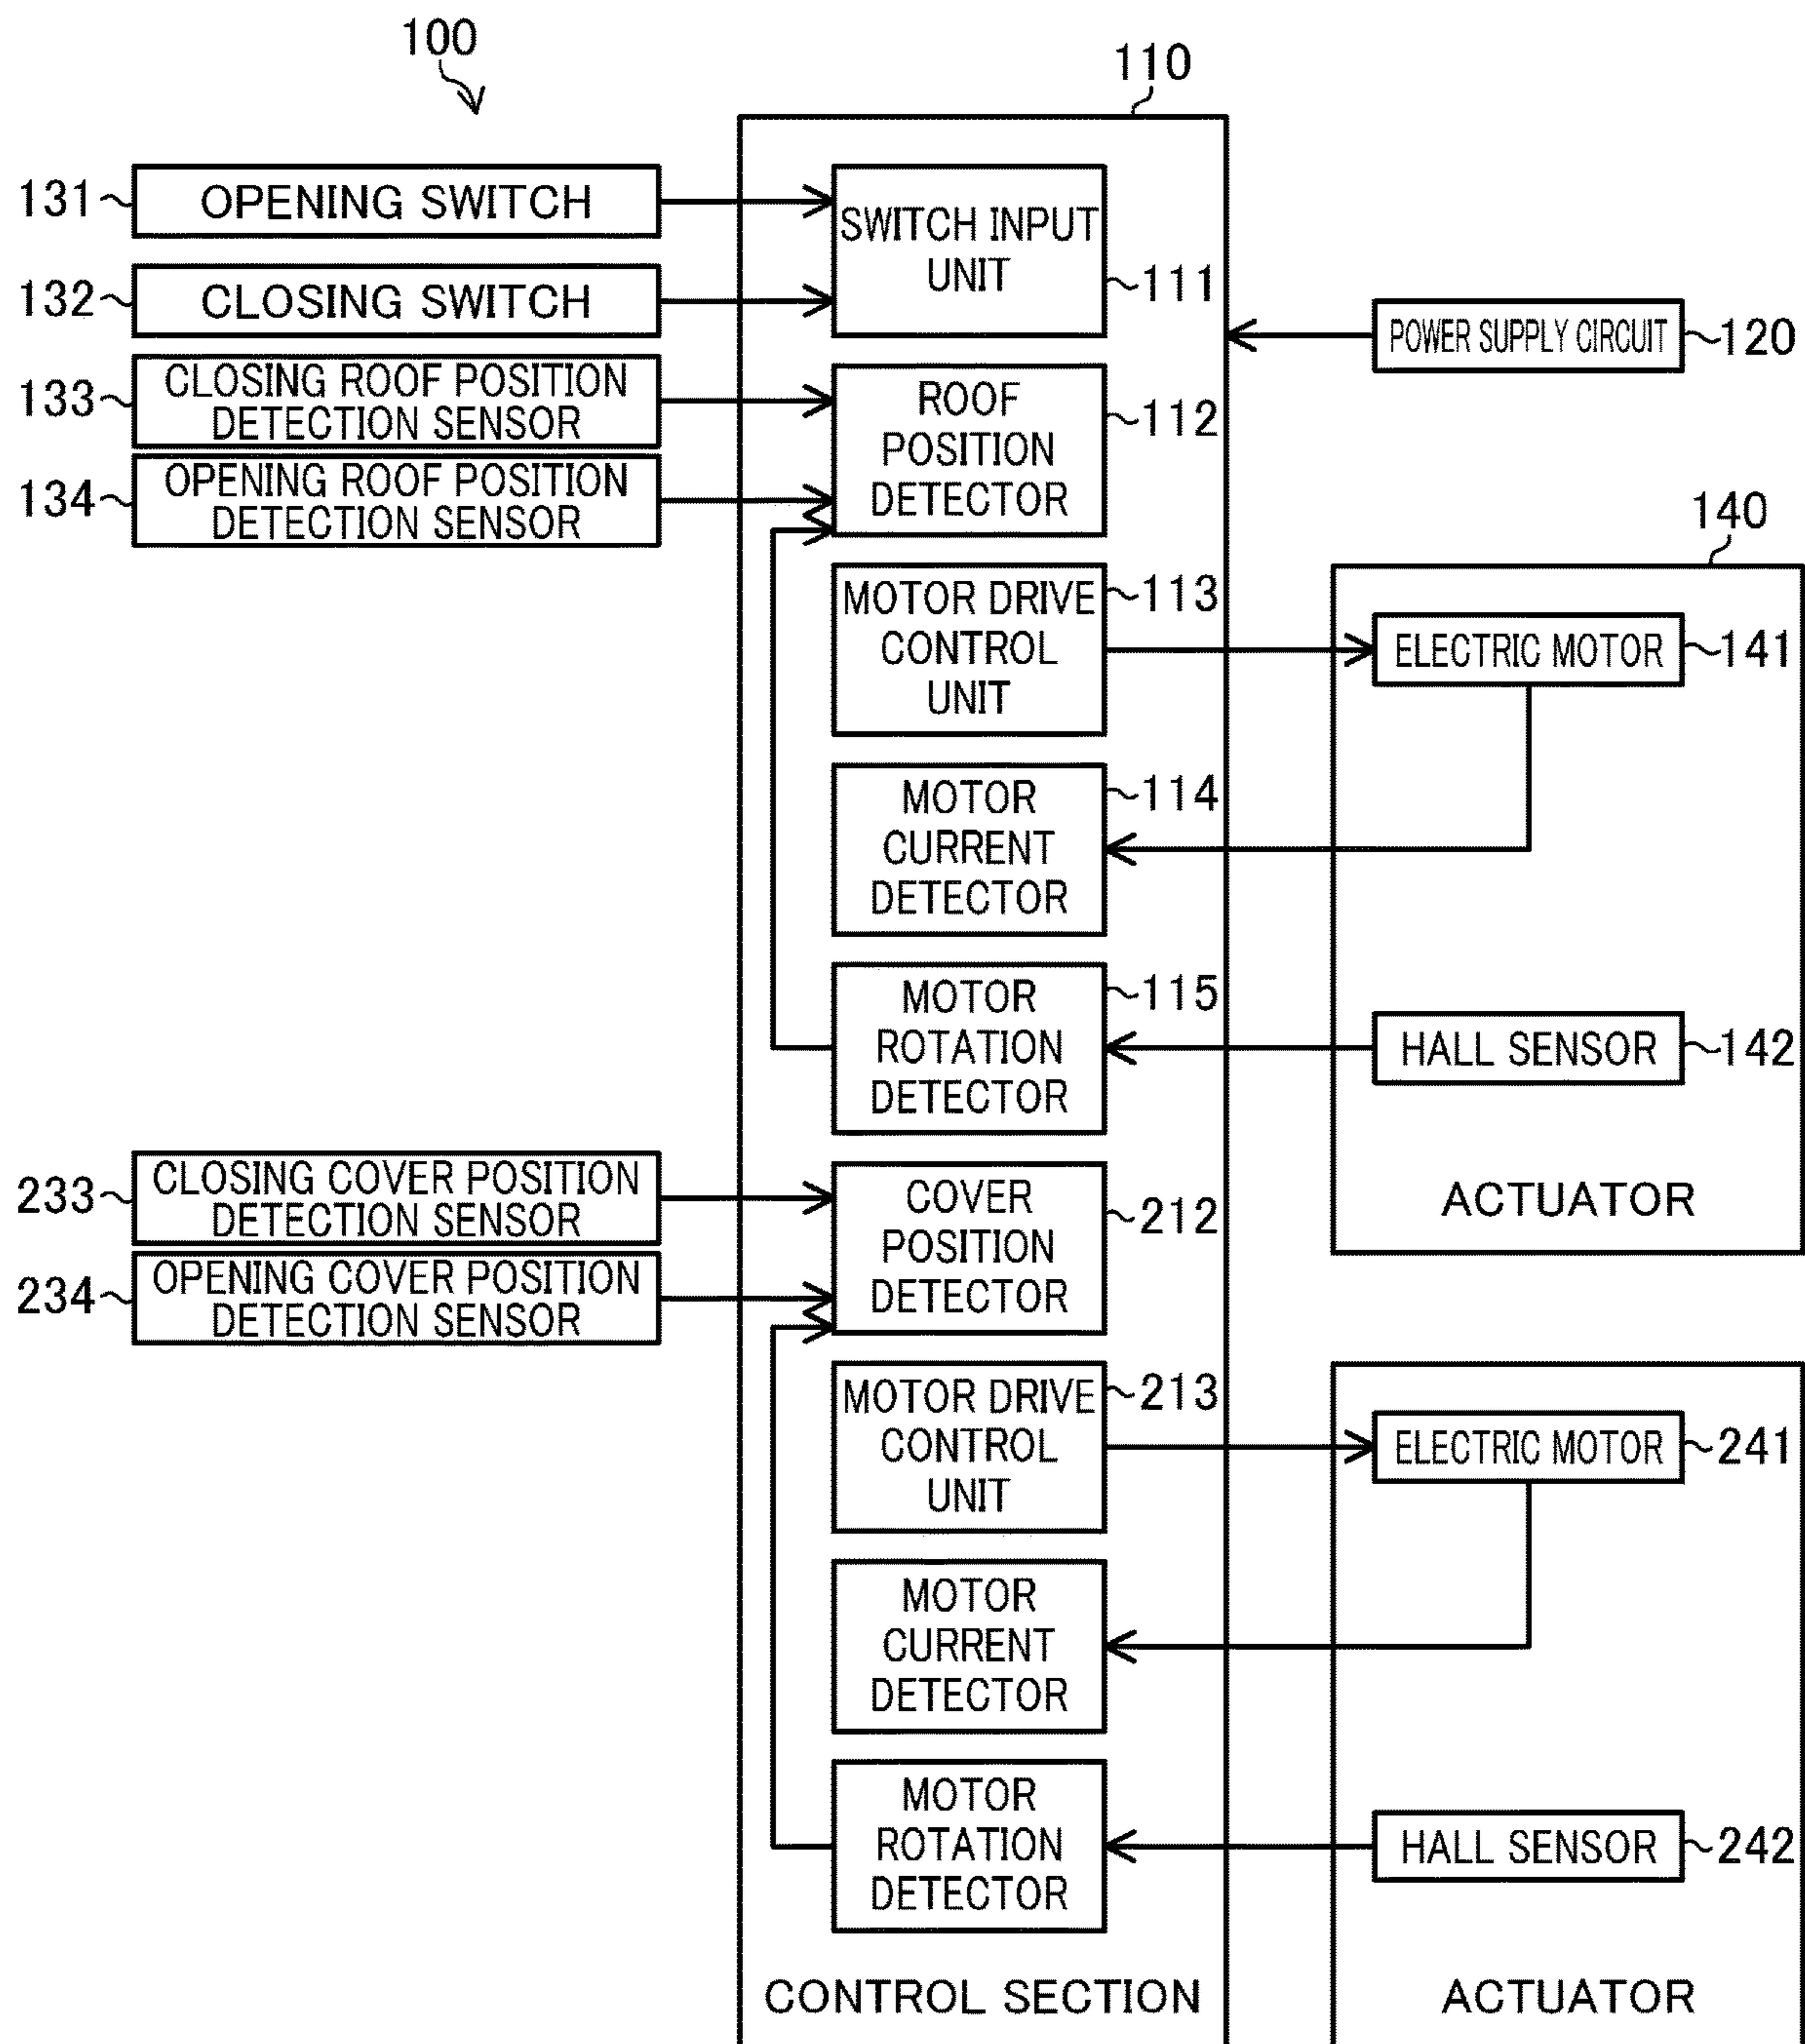 100
110
131
OPENING SWITCH
132
CLOSING SWITCH
133
CLOSING ROOF POSITION
DETECTION SENSOR
134
OPENING ROOF POSITION
DETECTION SENSOR
SWITCH INPUT
UNIT
111
POWER SUPPLY CIRCUIT
120
ROOF
POSITION
DETECTOR
112
140
MOTOR DRIVE
CONTROL
UNIT
113
ELECTRIC MOTOR
141
MOTOR
CURRENT
DETECTOR
114
MOTOR
ROTATION
DETECTOR
115
HALL SENSOR
142
ACTUATOR
233
CLOSING COVER POSITION
DETECTION SENSOR
234
OPENING COVER POSITION
DETECTION SENSOR
COVER
POSITION
DETECTOR
212
MOTOR DRIVE
CONTROL
UNIT
213
ELECTRIC MOTOR
241
MOTOR
CURRENT
DETECTOR
MOTOR
ROTATION
DETECTOR
HALL SENSOR
242
CONTROL SECTION
ACTUATOR